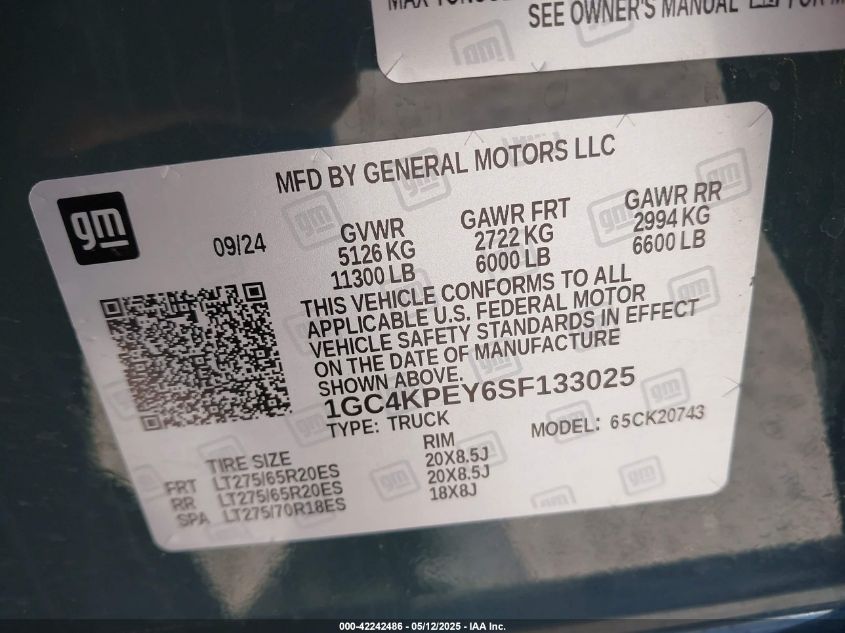 SEE OWNER'S MANUAL
MFD BY GENERAL MOTORS LLC
gm
09/24
GVWR
5126 KG
11300 LB
GAWR FRT
2722 KG
6000 LB
GAWR RR
2994 KG
6600 LB
THIS VEHICLE CONFORMS TO ALL
APPLICABLE U.S. FEDERAL MOTOR
VEHICLE SAFETY STANDARDS IN EFFECT
ON THE DATE OF MANUFACTURE
SHOWN ABOVE.
1GC4KPEY6SF133025
TYPE: TRUCK
MODEL: 65CK20743
TIRE SIZE RIM
FRT LT275/65R20ES 20X8.5J
RR LT275/65R20ES 20X8.5J
SPA LT275/70R18ES 18X8J
000-42242486 - 05/12/2025 - IAA Inc.